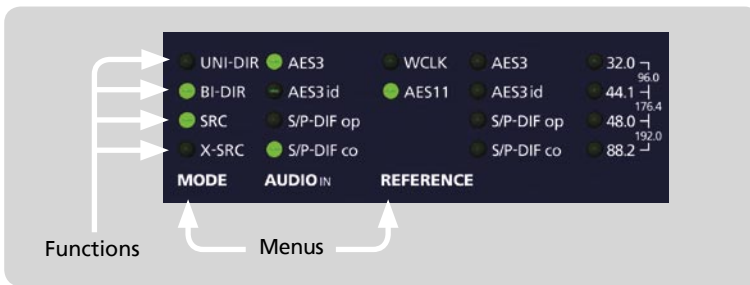 UNI-DIR AES3 WCLK AES3 32.0
96.0
BI-DIR AES3id AES11 AES3id 44.1
176.4
SRC S/P-DIF op S/P-DIF op 48.0
192.0
X-SRC S/P-DIF co S/P-DIF co 88.2
MODE AUDIO IN REFERENCE
Functions Menus